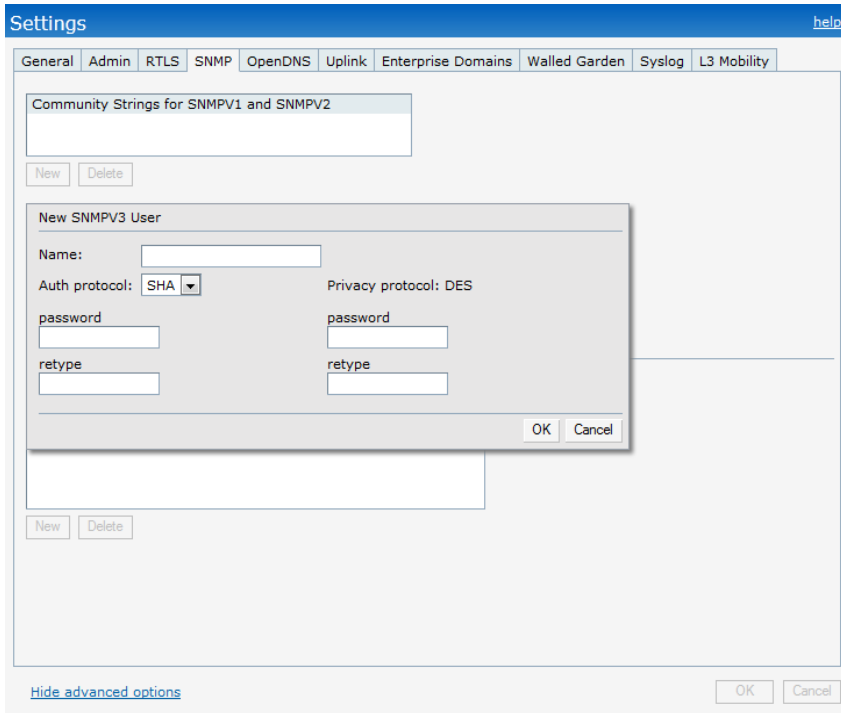 Settings
help
General Admin RTLS SNMP OpenDNS Uplink Enterprise Domains Walled Garden Syslog L3 Mobility
Community Strings for SNMPV1 and SNMPV2
New Delete
New SNMPV3 User
Name:
Auth protocol: SHA Privacy protocol: DES
password password
retype retype
OK Cancel
New Delete
Hide advanced options
OK Cancel